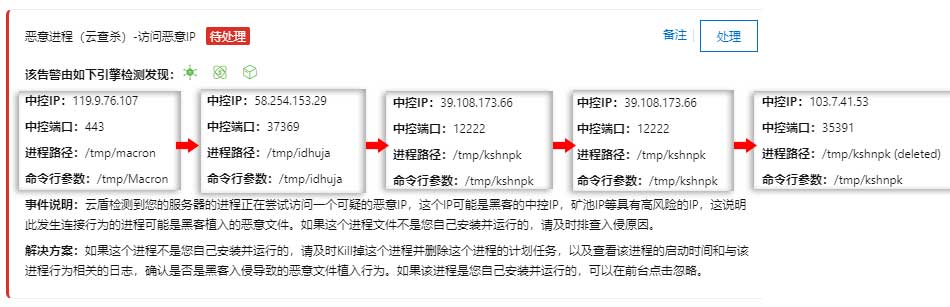 恶意进程（云查杀）-访问恶意IP 待处理 备注 处理
该告警由如下引擎检测发现：
中控IP：119.9.76.107
中控端口：443
进程路径：/tmp/macron
命令行参数：/tmp/Macron
中控IP：58.254.153.29
中控端口：37369
进程路径：/tmp/idhuja
命令行参数：/tmp/idhuja
中控IP：39.108.173.66
中控端口：12222
进程路径：/tmp/kshnpk
命令行参数：/tmp/kshnpk
中控IP：39.108.173.66
中控端口：12222
进程路径：/tmp/kshnpk
命令行参数：/tmp/kshnpk
中控IP：103.7.41.53
中控端口：35391
进程路径：/tmp/kshnpk (deleted)
命令行参数：/tmp/kshnpk
事件说明：云盾检测到您的服务器的进程正在尝试访问一个可疑的恶意IP，这个IP可能是黑客的中控IP，矿池IP等具有高风险的IP，这说明
此发生连接行为的进程可能是黑客植入的恶意文件。如果这个进程文件不是您自己安装并运行的，请及时排查入侵原因。
解决方案：如果这个进程不是您自己安装并运行的，请及时Kill掉这个进程并删除这个进程的计划任务，以及查看该进程的启动时间和与该
进程行为相关的日志，确认是否是黑客入侵导致的恶意文件植入行为。如果该进程是您自己安装并运行的，可以在前台点击忽略。